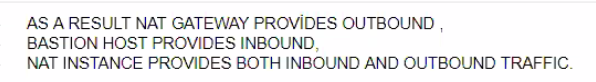 AS A RESULT NAT GATEWAY PROVİDES OUTBOUND ,
BASTION HOST PROVIDES INBOUND,
NAT INSTANCE PROVIDES BOTH INBOUND AND OUTBOUND TRAFFIC.